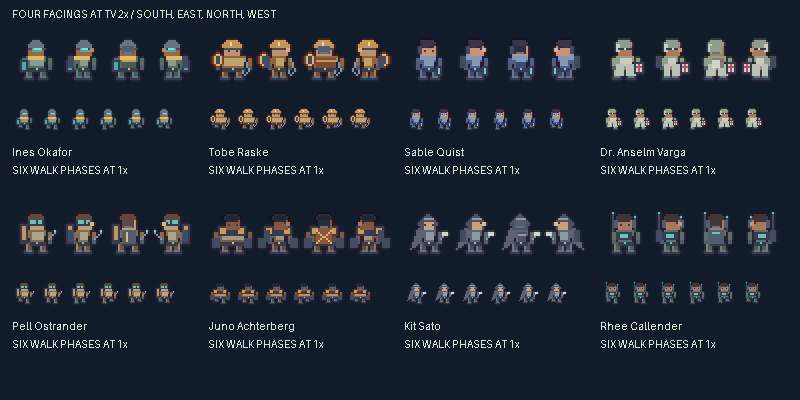 FOUR FACINGS AT TV 2x / SOUTH, EAST, NORTH, WEST
Ines Okafor
SIX WALK PHASES AT 1x
Tobe Raske
SIX WALK PHASES AT 1x
Sable Quist
SIX WALK PHASES AT 1x
Dr. Anselm Varga
SIX WALK PHASES AT 1x
Pell Ostrander
SIX WALK PHASES AT 1x
Juno Achterberg
SIX WALK PHASES AT 1x
Kit Sato
SIX WALK PHASES AT 1x
Rhee Callender
SIX WALK PHASES AT 1x